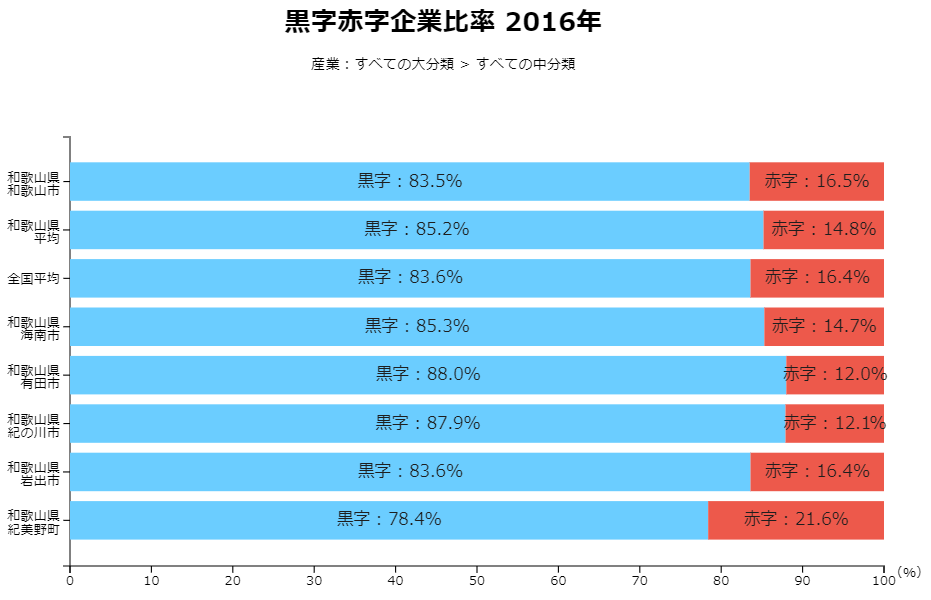 黒字赤字企業比率 2016年
産業：すべての大分類 > すべての中分類
和歌山県
和歌山市
黒字：83.5%
赤字：16.5%
和歌山県
平均
黒字：85.2%
赤字：14.8%
全国平均
黒字：83.6%
赤字：16.4%
和歌山県
海南市
黒字：85.3%
赤字：14.7%
和歌山県
有田市
黒字：88.0%
赤字：12.0%
和歌山県
紀の川市
黒字：87.9%
赤字：12.1%
和歌山県
岩出市
黒字：83.6%
赤字：16.4%
和歌山県
紀美野町
黒字：78.4%
赤字：21.6%
0 10 20 30 40 50 60 70 80 90 100 (%)